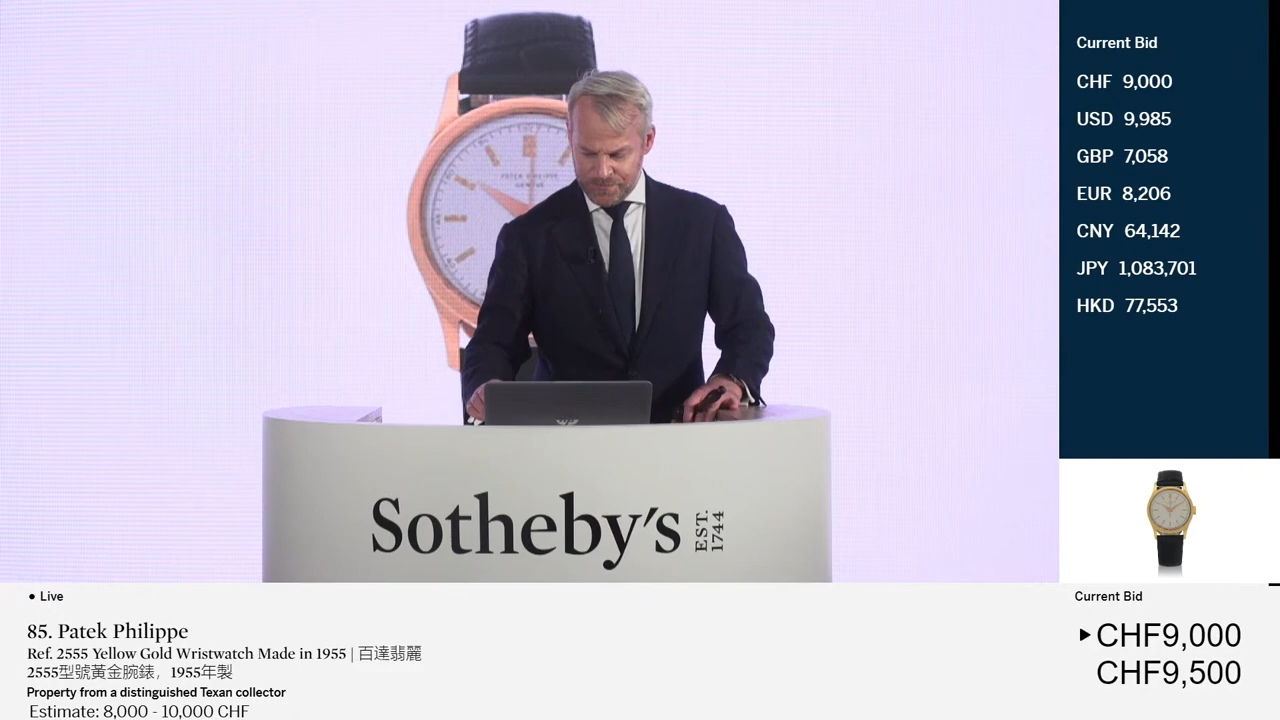 PATEK PHILIPPE
GENEVE
Current Bid
CHF 9,000
USD 9,985
GBP 7,058
EUR 8,206
CNY 64,142
JPY 1,083,701
HKD 77,553
Sotheby's
EST.
1744
• Live
85. Patek Philippe
Ref. 2555 Yellow Gold Wristwatch Made in 1955 | 百達翡麗
2555型號黃金腕錶，1955年製
Property from a distinguished Texan collector
Estimate: 8,000 - 10,000 CHF
Current Bid
CHF9,000
CHF9,500